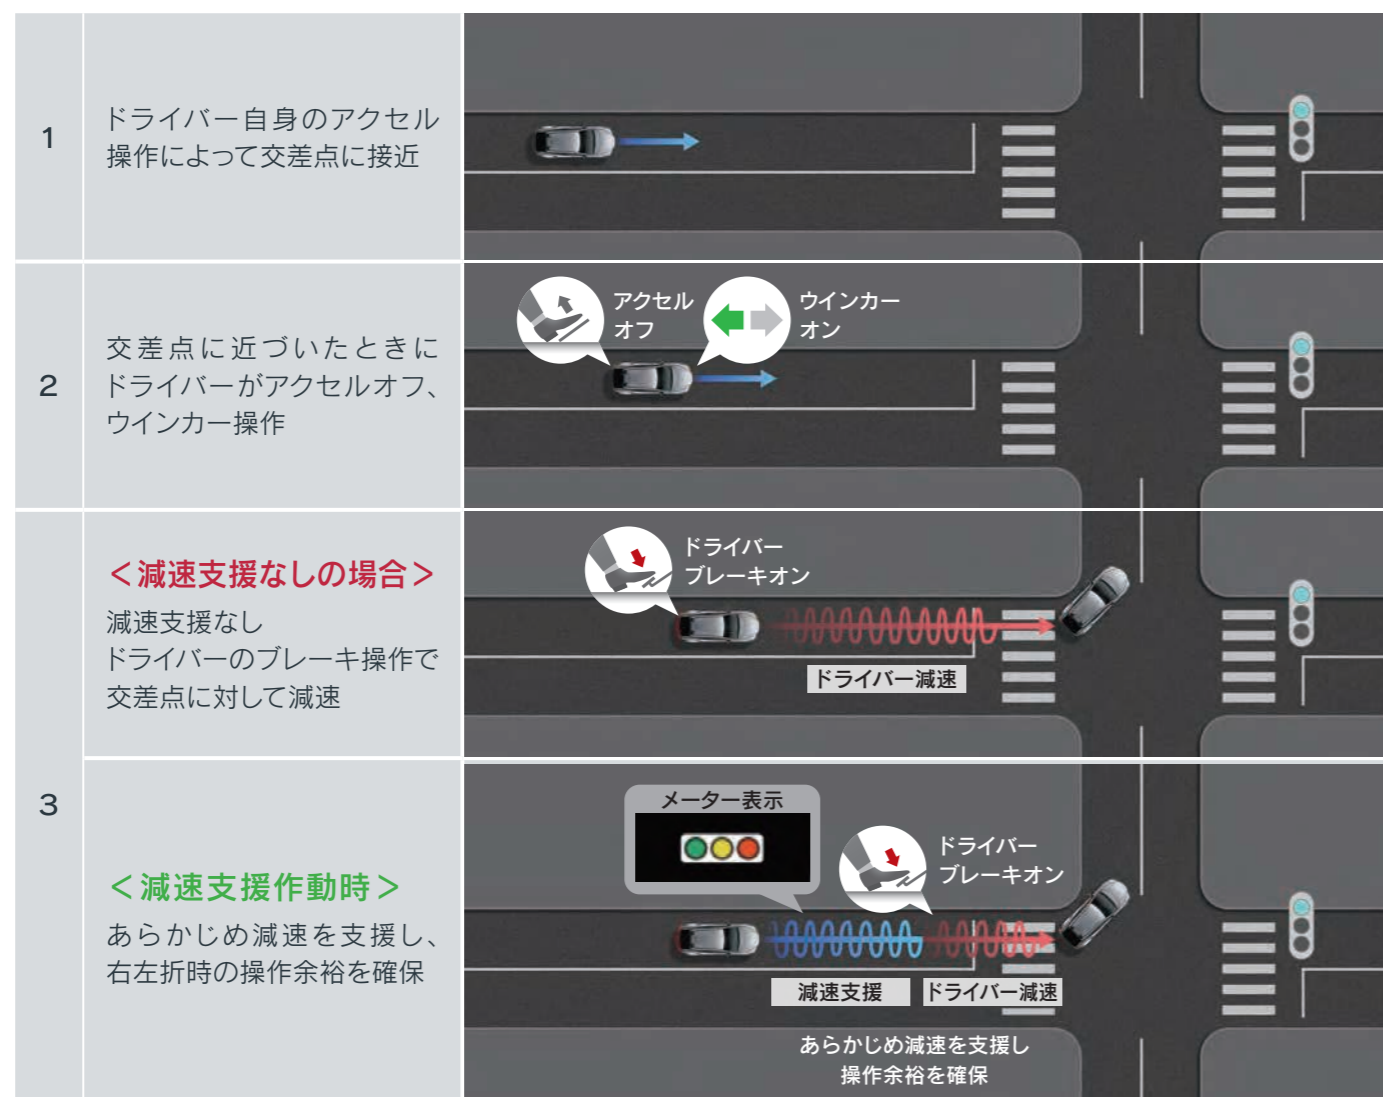 1
ドライバー自身のアクセル
操作によって交差点に接近
2
交差点に近づいたときに
ドライバーがアクセルオフ、
ウインカー操作
アクセル
オフ
ウインカー
オン
3
＜減速支援なしの場合＞
減速支援なし
ドライバーのブレーキ操作で
交差点に対して減速
ドライバー
ブレーキオン
ドライバー減速
＜減速支援作動時＞
あらかじめ減速を支援し、
右左折時の操作余裕を確保
メーター表示
ドライバー
ブレーキオン
減速支援
ドライバー減速
あらかじめ減速を支援し
操作余裕を確保